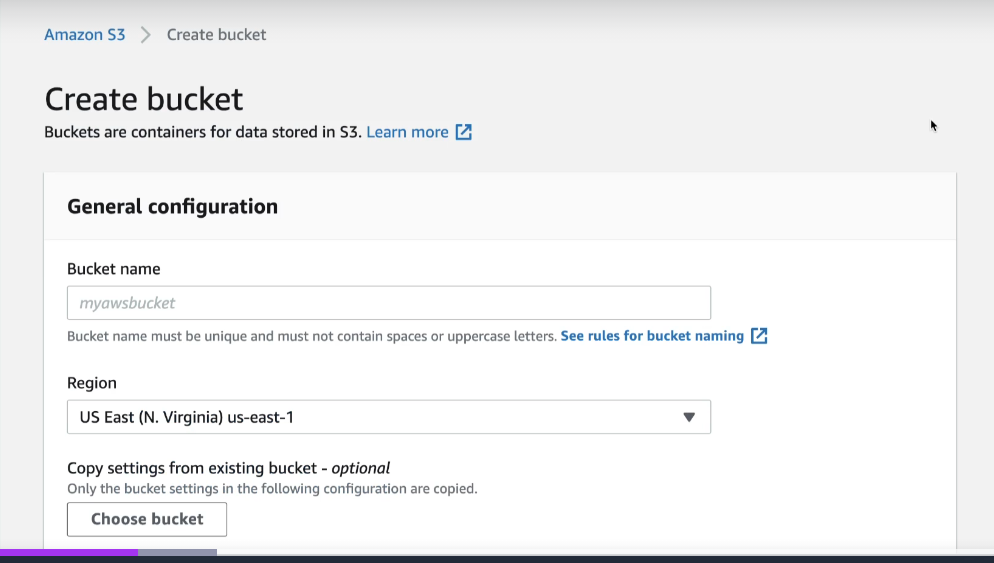 Amazon S3 > Create bucket
Create bucket
Buckets are containers for data stored in S3. Learn more
General configuration
Bucket name
myawsbucket
Bucket name must be unique and must not contain spaces or uppercase letters. See rules for bucket naming
Region
US East (N. Virginia) us-east-1
Copy settings from existing bucket - optional
Only the bucket settings in the following configuration are copied.
Choose bucket